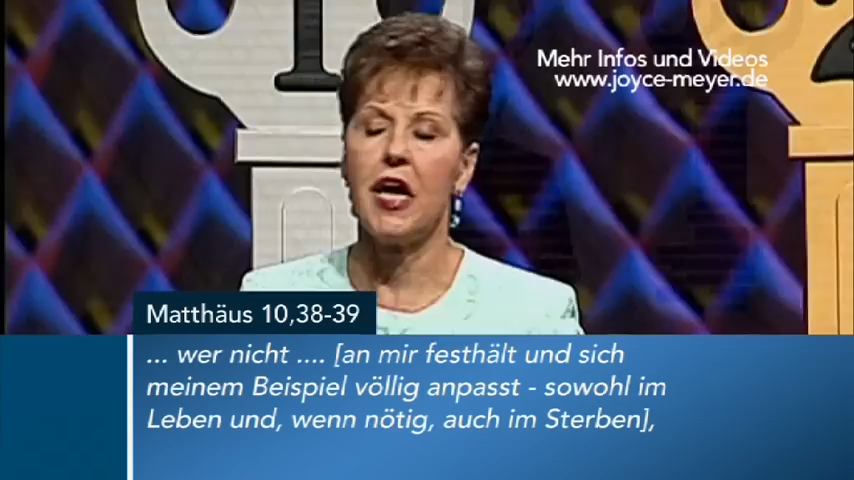 Mehr Infos und Videos
www.joyce-meyer.de
Matthäus 10,38-39
... wer nicht .... [an mir festhält und sich
meinem Beispiel völlig anpasst - sowohl im
Leben und, wenn nötig, auch im Sterben],